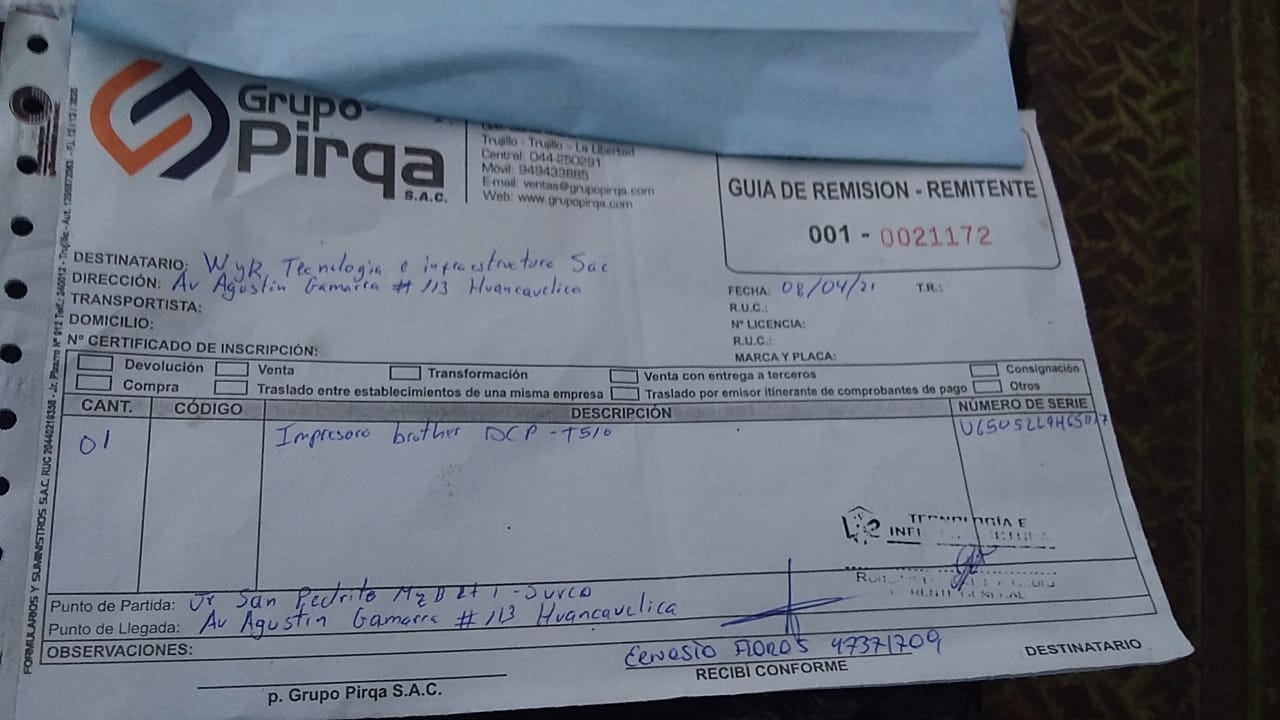 Grupo
Pirqa
S.A.C.
Trujillo - Trujillo - La Libertad
Central: 044-250291
Móvil: 949433885
E-mail: ventas@grupopirqa.com
Web: www.grupopirqa.com
GUIA DE REMISION - REMITENTE
001 - 0021172
DESTINATARIO: WyR, Tecnologia e infraestructura Sac
DIRECCIÓN: Av Agustin Gamarra # 113 Huancavelica
TRANSPORTISTA:
DOMICILIO:
Nº CERTIFICADO DE INSCRIPCIÓN:
FECHA: 08/04/21 T.R.:
R.U.C.:
Nº LICENCIA:
R.U.C.:
MARCA Y PLACA:
Devolución Venta Transformación Venta con entrega a terceros Consignación
Compra Traslado entre establecimientos de una misma empresa Traslado por emisor itinerante de comprobantes de pago Otros
CANT. CÓDIGO DESCRIPCIÓN NÚMERO DE SERIE
01 Impresora brother DCP-T510
TECNOLOGÍA E
Punto de Partida: Jr San Pedrito Mz B Lt 1 - Surco
Punto de Llegada: Av Agustin Gamarra # 113 Huancavelica
OBSERVACIONES:
47371709
p. Grupo Pirqa S.A.C.
RECIBÍ CONFORME
DESTINATARIO
FORMULARIOS Y SUMINISTROS S.A.C.